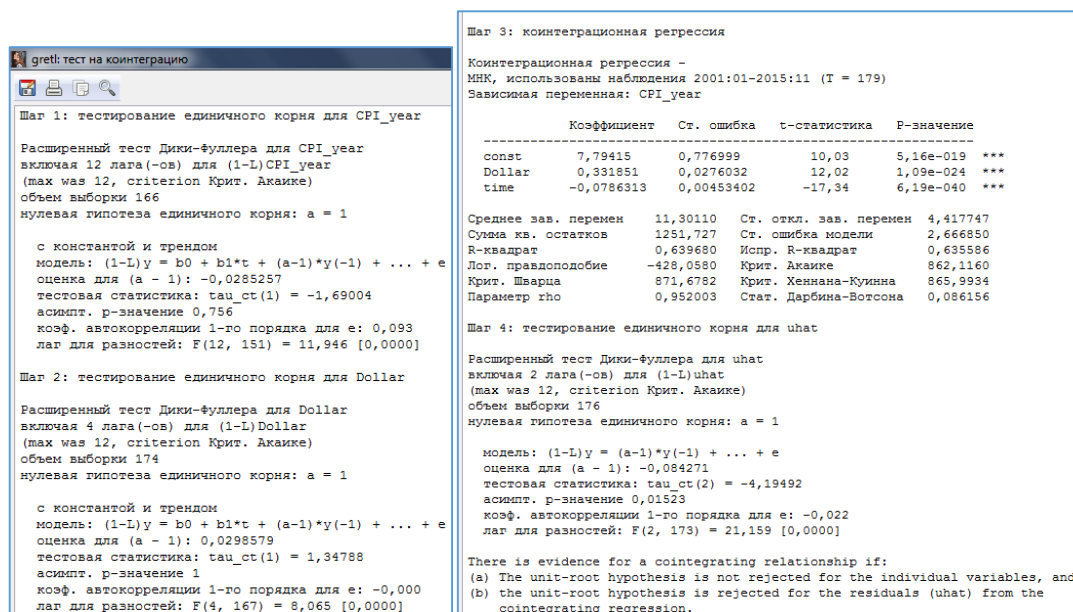 gretl: тест на коинтеграцию
Шаг 1: тестирование единичного корня для CPI_year
Расширенный тест Дики-Фуллера для CPI_year
включая 12 лага(-ов) для (1-L)CPI_year
(max was 12, criterion Крит. Акаике)
объем выборки 166
нулевая гипотеза единичного корня: a = 1
с константой и трендом
модель: (1-L)y = b0 + b1*t + (a-1)*y(-1) + ... + e
оценка для (a - 1): -0,0285257
тестовая статистика: tau_ct(1) = -1,69004
асимпт. p-значение 0,756
коэф. автокорреляции 1-го порядка для e: 0,093
лаг для разностей: F(12, 151) = 11,946 [0,0000]
Шаг 2: тестирование единичного корня для Dollar
Расширенный тест Дики-Фуллера для Dollar
включая 4 лага(-ов) для (1-L)Dollar
(max was 12, criterion Крит. Акаике)
объем выборки 174
нулевая гипотеза единичного корня: a = 1
с константой и трендом
модель: (1-L)y = b0 + b1*t + (a-1)*y(-1) + ... + e
оценка для (a - 1): 0,0298579
тестовая статистика: tau_ct(1) = 1,34788
асимпт. p-значение 1
коэф. автокорреляции 1-го порядка для e: -0,000
лаг для разностей: F(4, 167) = 8,065 [0,0000]
Шаг 3: коинтеграционная регрессия
Коинтеграционная регрессия -
МНК, использованы наблюдения 2001:01-2015:11 (T = 179)
Зависимая переменная: CPI_year
Коэффициент Ст. ошибка t-статистика P-значение
const 7,79415 0,776999 10,03 5,16e-019 ***
Dollar 0,331851 0,0276032 12,02 1,09e-024 ***
time -0,0786313 0,00453402 -17,34 6,19e-040 ***
Среднее зав. перемен 11,30110 Ст. откл. зав. перемен 4,417747
Сумма кв. остатков 1251,727 Ст. ошибка модели 2,666850
R-квадрат 0,639680 Испр. R-квадрат 0,635586
Лог. правдоподобие -428,0580 Крит. Акаике 862,1160
Крит. Шварца 871,6782 Крит. Хеннана-Куинна 865,9934
Параметр rho 0,952003 Стат. Дарбина-Вотсона 0,086156
Шаг 4: тестирование единичного корня для uhat
Расширенный тест Дики-Фуллера для uhat
включая 2 лага(-ов) для (1-L)uhat
(max was 12, criterion Крит. Акаике)
объем выборки 176
нулевая гипотеза единичного корня: a = 1
модель: (1-L)y = (a-1)*y(-1) + ... + e
оценка для (a - 1): -0,084271
тестовая статистика: tau_ct(2) = -4,19492
асимпт. p-значение 0,01523
коэф. автокорреляции 1-го порядка для e: -0,022
лаг для разностей: F(2, 173) = 21,159 [0,0000]
There is evidence for a cointegrating relationship if:
(a) The unit-root hypothesis is not rejected for the individual variables, and
(b) the unit-root hypothesis is rejected for the residuals (uhat) from the
cointegrating regression.